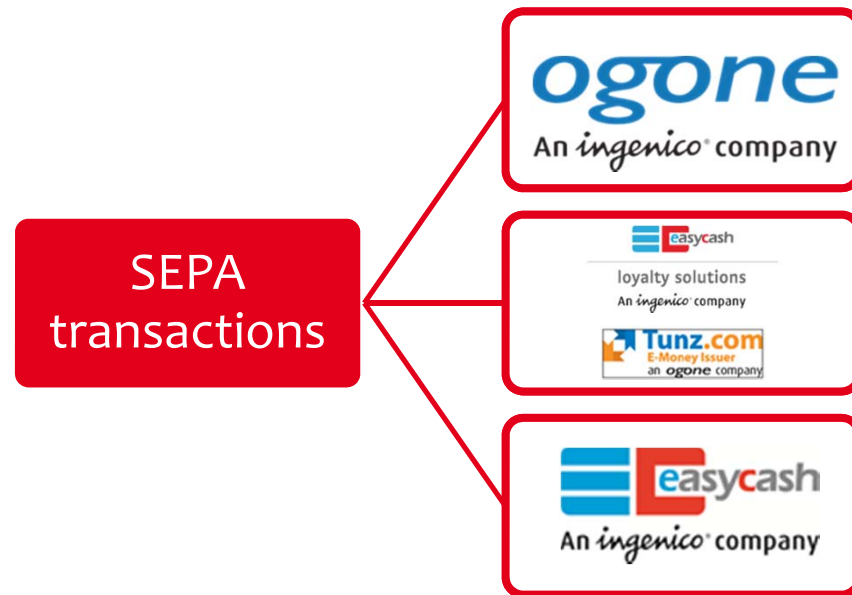 SEPA
transactions
ogone
An ingenico® company
easycash
loyalty solutions
An ingenico® company
Tunz.com
E-Money Issuer
an ogone company
easycash
An ingenico® company